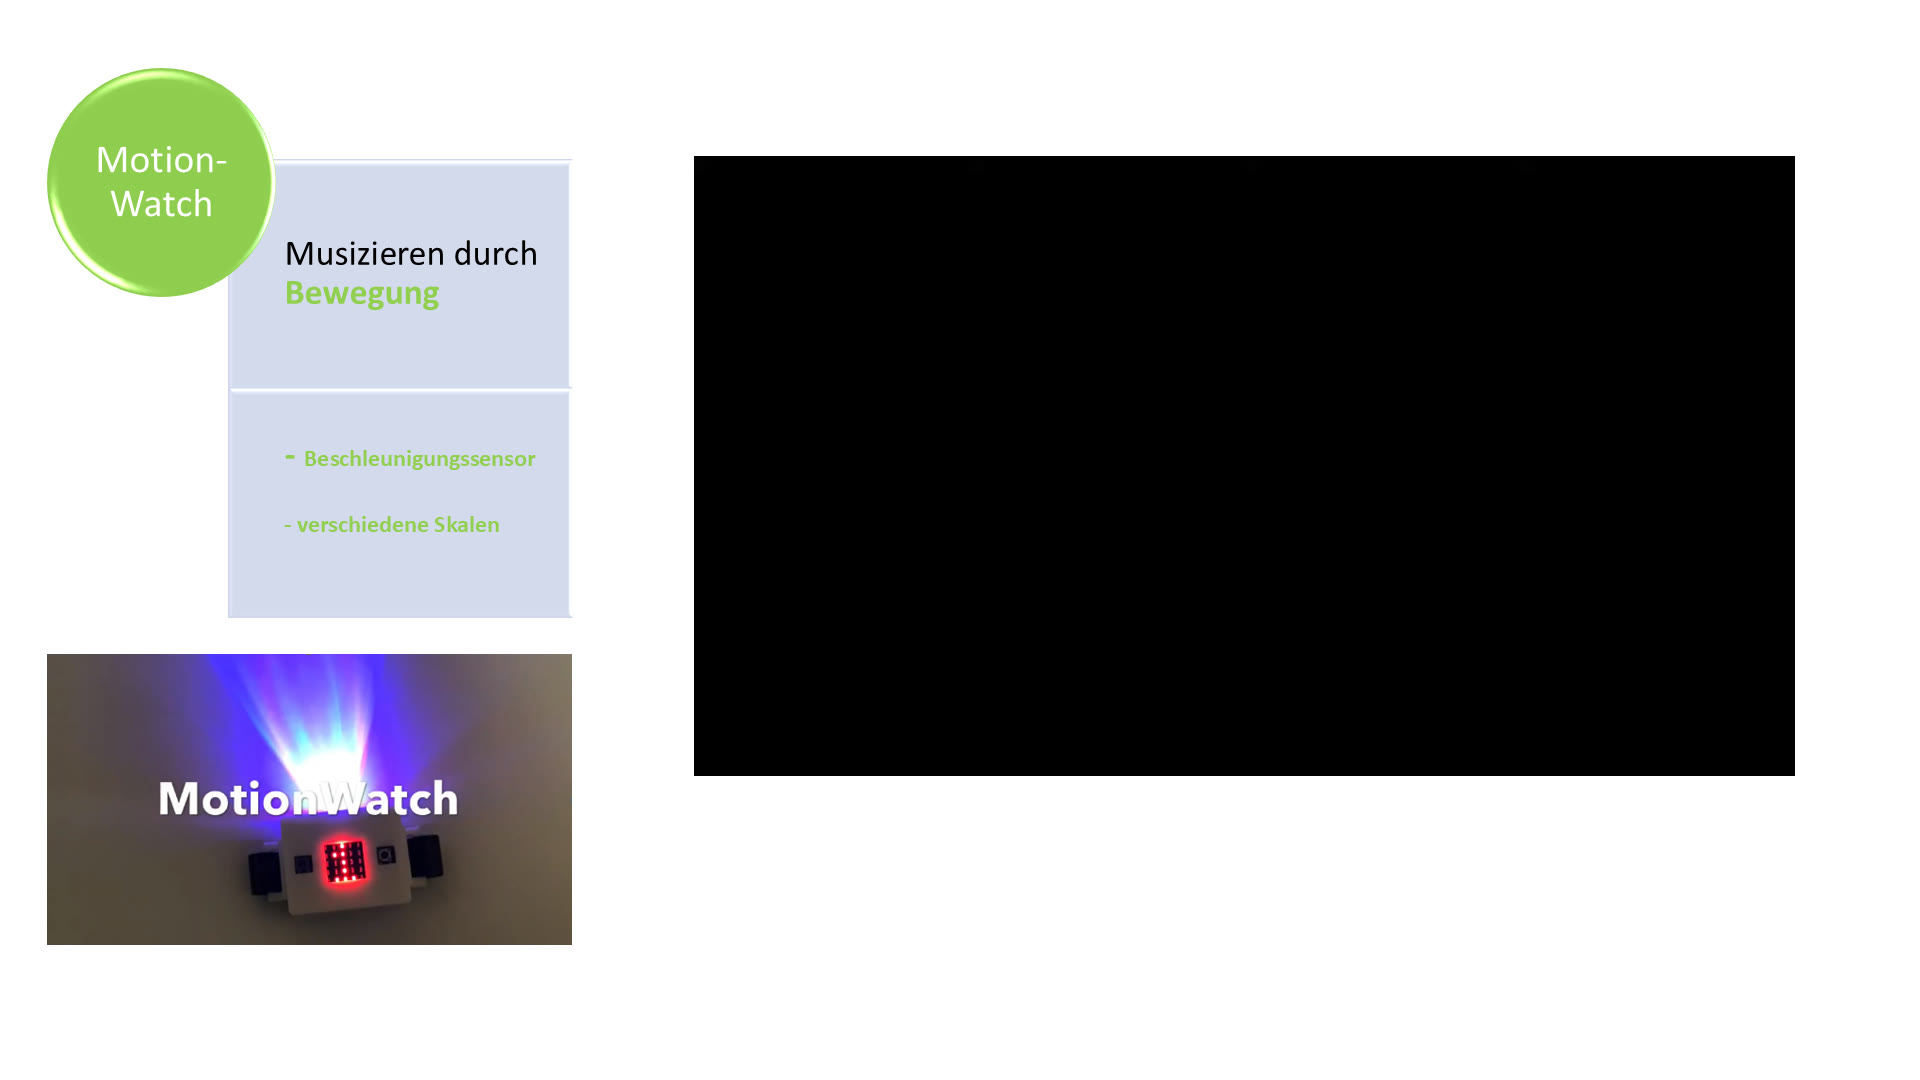 Motion-
Watch
Musizieren durch
Bewegung
- Beschleunigungssensor
- verschiedene Skalen
MotionWatch